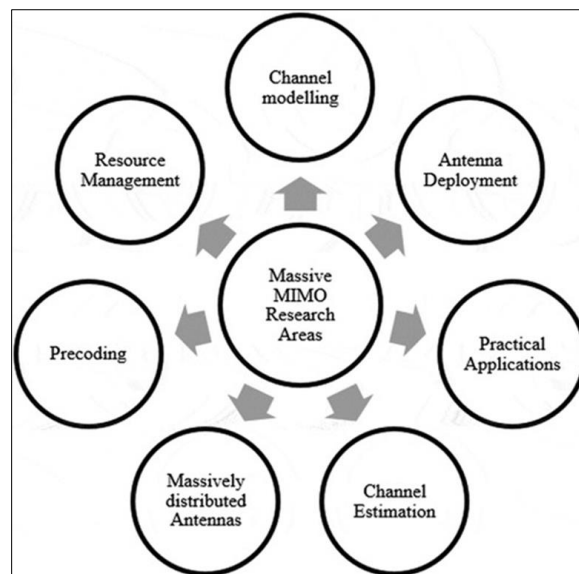 Channel
modelling
Resource
Management
Antenna
Deployment
Massive
MIMO
Research
Areas
Precoding
Practical
Applications
Massively
distributed
Antennas
Channel
Estimation